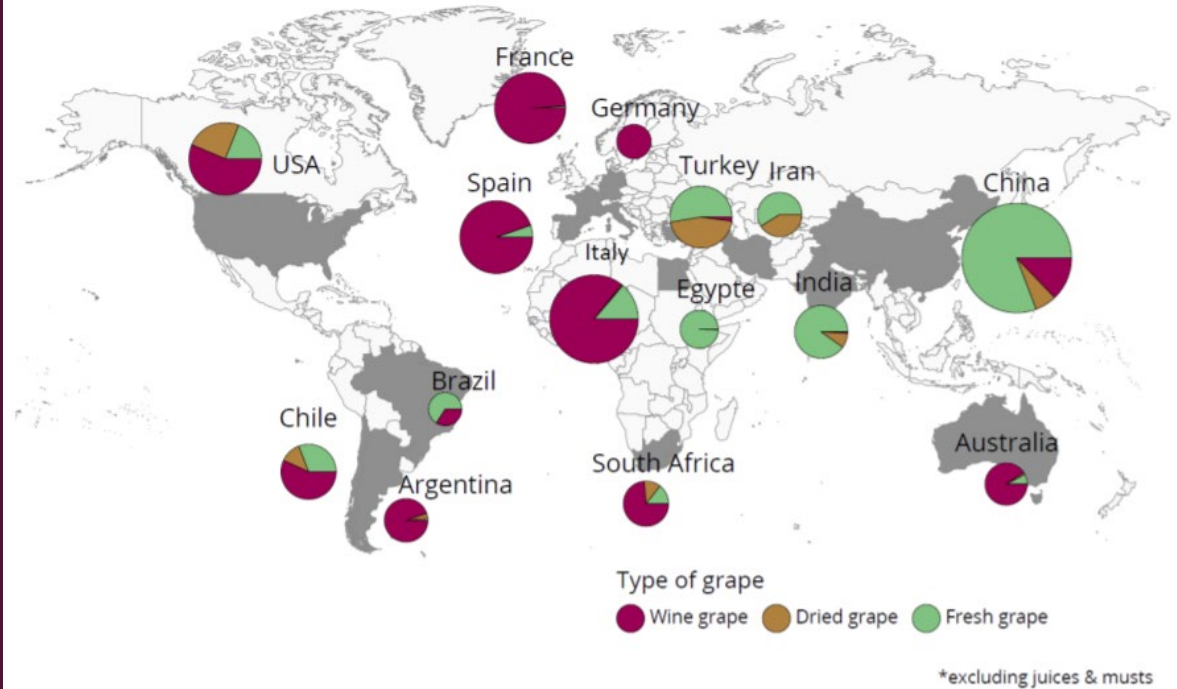 France
Germany
USA
Turkey
Iran
Spain
China
Italy
Egypte
India
Brazil
Chile
Australia
South Africa
Argentina
Type of grape
Wine grape Dried grape Fresh grape
*excluding juices & musts